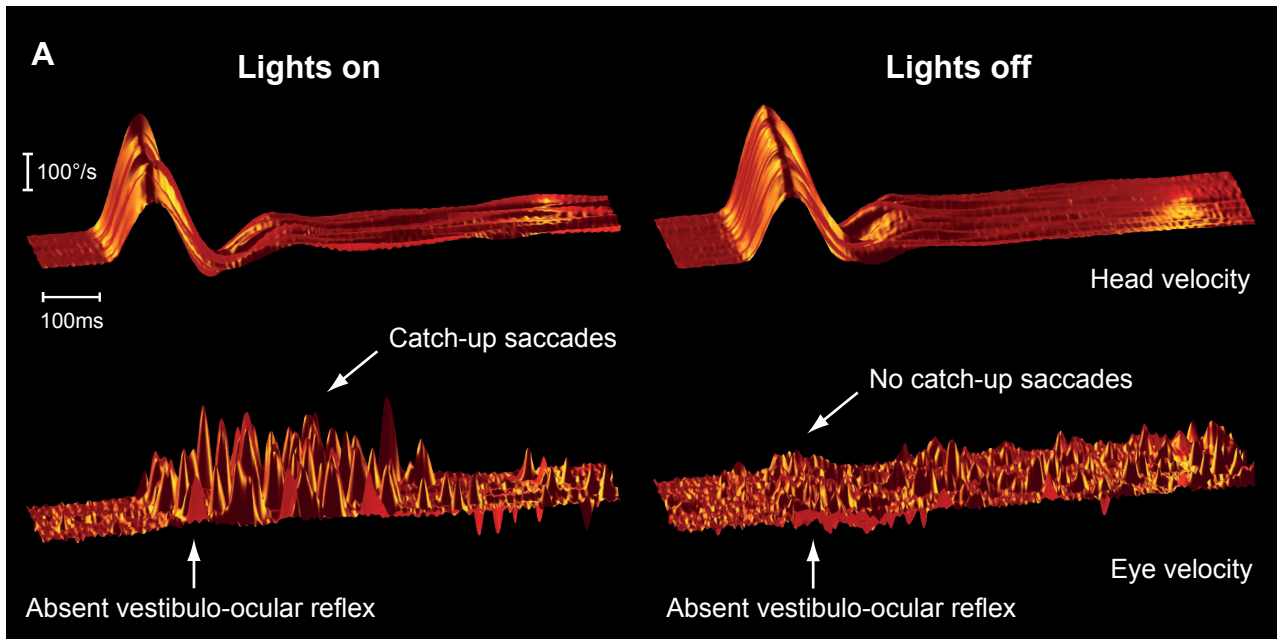 A
Lights on
Lights off
100°/s
Head velocity
100ms
Catch-up saccades
No catch-up saccades
Eye velocity
Absent vestibulo-ocular reflex
Absent vestibulo-ocular reflex